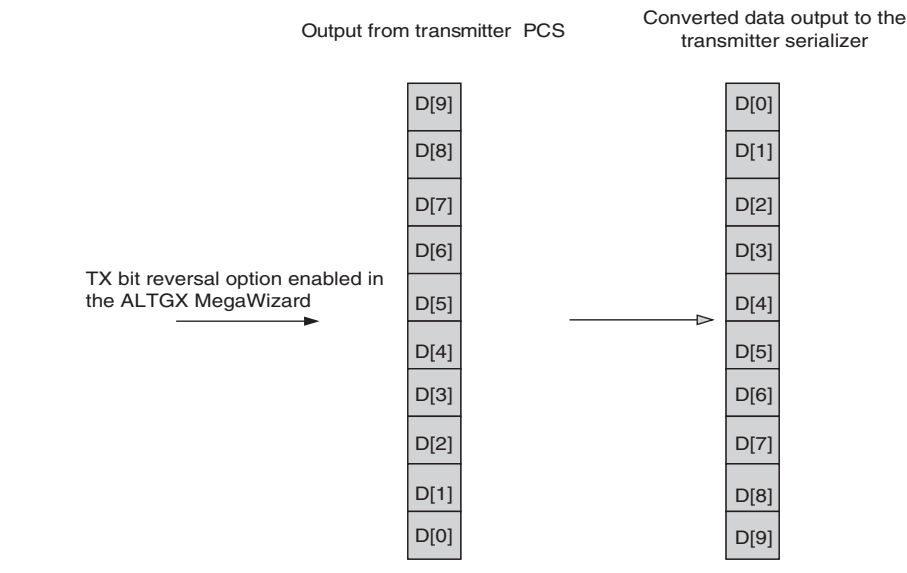 Output from transmitter PCS
Converted data output to the
transmitter serializer
TX bit reversal option enabled in
the ALTGX MegaWizard
D[9]
D[8]
D[7]
D[6]
D[5]
D[4]
D[3]
D[2]
D[1]
D[0]
D[0]
D[1]
D[2]
D[3]
D[4]
D[5]
D[6]
D[7]
D[8]
D[9]